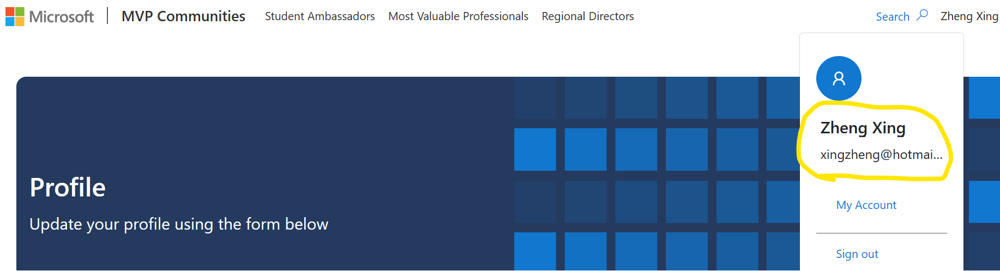 Microsoft | MVP Communities Student Ambassadors Most Valuable Professionals Regional Directors Search Zheng Xing
Zheng Xing
xingzheng@hotmai...
Profile
Update your profile using the form below
My Account
Sign out